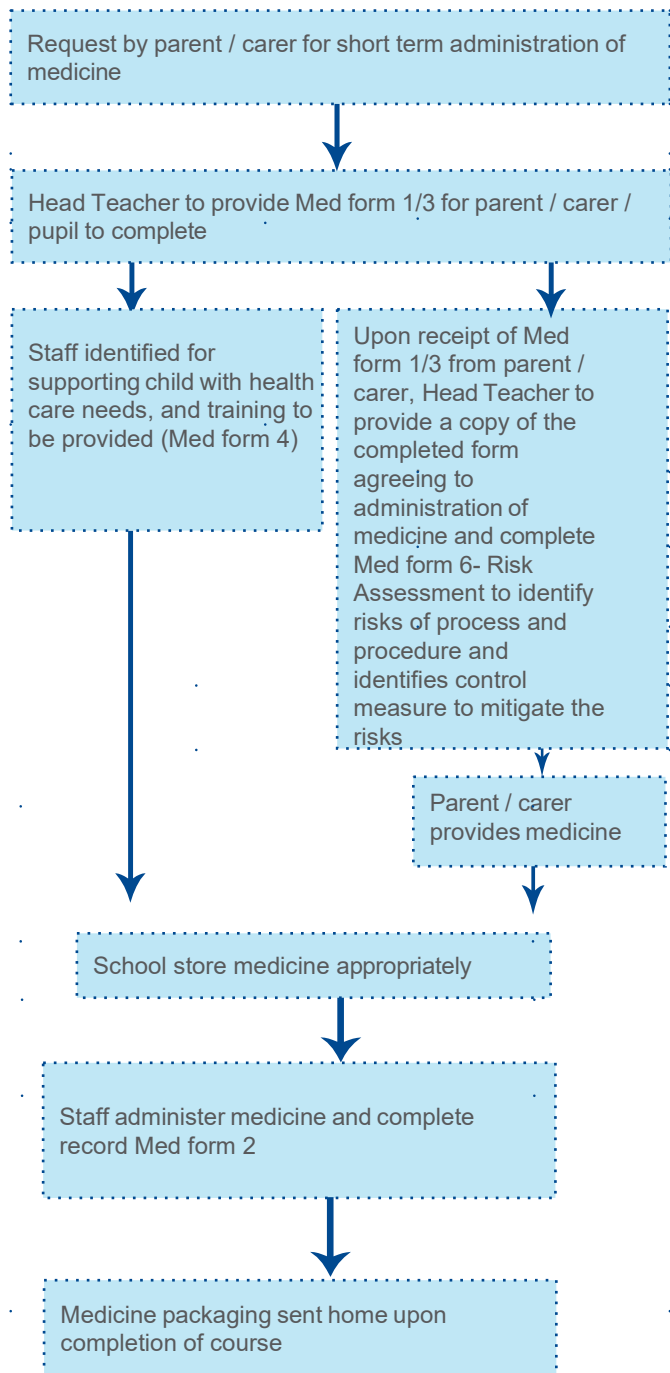 Request by parent / carer for short term administration of
medicine
Head Teacher to provide Med form 1/3 for parent / carer /
pupil to complete
Staff identified for
supporting child with health
care needs, and training to
be provided (Med form 4)
Upon receipt of Med
form 1/3 from parent /
carer, Head Teacher to
provide a copy of the
completed form
agreeing to
administration of
medicine and complete
Med form 6- Risk
Assessment to identify
risks of process and
procedure and
identifies control
measure to mitigate the
risks
Parent / carer
provides medicine
School store medicine appropriately
Staff administer medicine and complete
record Med form 2
Medicine packaging sent home upon
completion of course